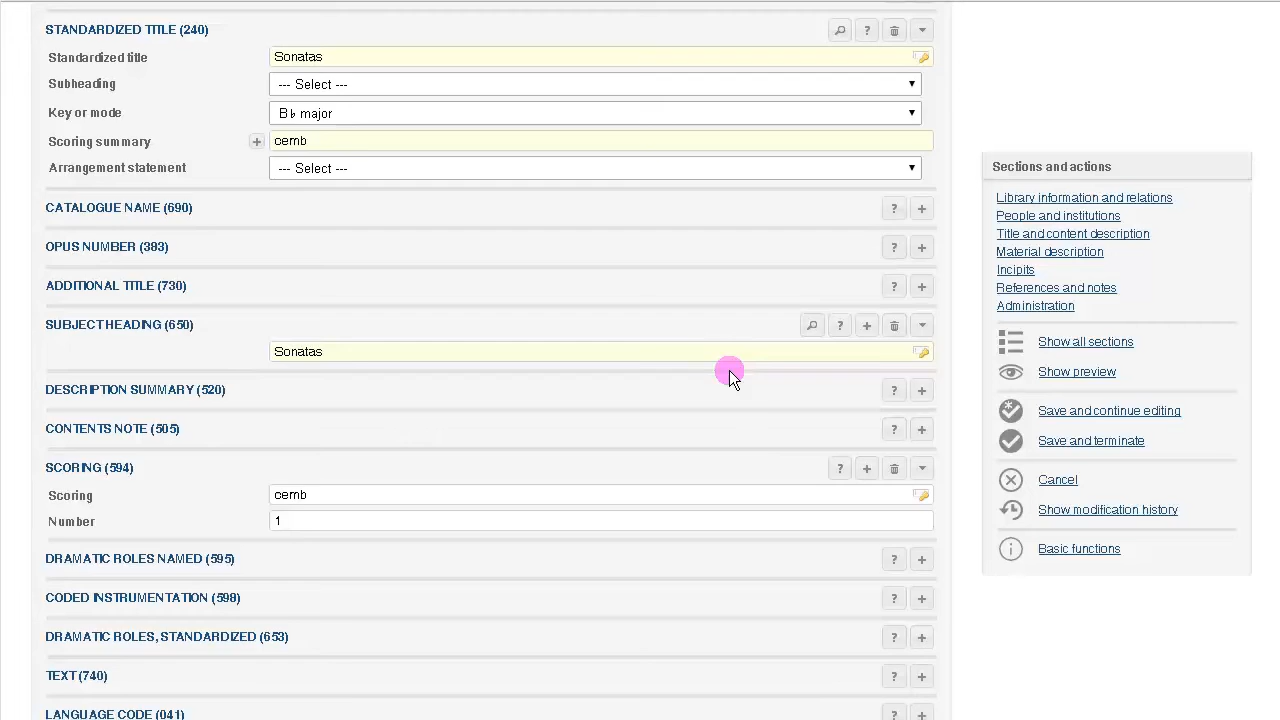 STANDARDIZED TITLE (240)
Standardized title Sonatas
Subheading --- Select ---
Key or mode B♭ major
Scoring summary cemb
Arrangement statement --- Select ---
CATALOGUE NAME (690)
OPUS NUMBER (383)
ADDITIONAL TITLE (730)
SUBJECT HEADING (650)
Sonatas
DESCRIPTION SUMMARY (520)
CONTENTS NOTE (505)
SCORING (594)
Scoring cemb
Number 1
DRAMATIC ROLES NAMED (595)
CODED INSTRUMENTATION (598)
DRAMATIC ROLES, STANDARDIZED (653)
TEXT (740)
LANGUAGE CODE (041)
Sections and actions
Library information and relations
People and institutions
Title and content description
Material description
Incipits
References and notes
Administration
Show all sections
Show preview
Save and continue editing
Save and terminate
Cancel
Show modification history
Basic functions